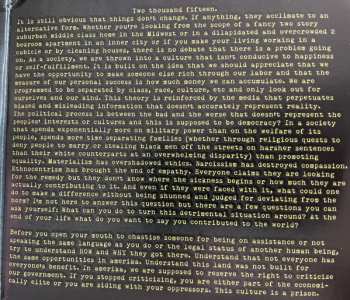 Two thousand fifteen.
It is still obvious that things don't change. If anything, they acclimate to an
alternative form. Whether you're looking from the scope of a fancy two story
suburban middle class home in the Midwest or in a dilapidated and overcrowded 2
bedroom apartment in an inner city or if you make your living working in a
cubicle or by cleaning houses, there is no debate that there is a problem going
on. As a society, we are thrown into a culture that isn't conducive to happiness
or self-fulfilment. It is built on the idea that we should appreciate that we
have the opportunity to make someone else rich through our labor and that the
measure of our personal success is how much money we can accumulate. We are
programmed to be separated by class, race, culture, etc and only look out for
ourselves and our kind. This theory is reinforced by the media that perpetuates
biased and misleading information that doesn't accurately represent reality.
The political process is between the bad and the worse that doesn't represent the
people's interests or cultures and this is supposed to be democracy? In a society
that spends exponentially more on military power than on the welfare of its
people, spends more time separating families (whether through religious quests to
deny people to marry or stealing black men off the streets on harsher sentences
than their white counterparts at an overwhelming disparity) than promoting
equality. Materialism has overshadowed ethics. Narcissism has destroyed compassion.
Ethnocentrism has brought the end of empathy. Everyone claims they are looking
for the remedy but they don't know where the sickness begins or how much they are
actually contributing to it. And even if they were faced with it, what could they
do to make a difference without being shunned and judged for deviating from the
norm? I'm not here to answer this question but there are a few questions you can
ask yourself: What can you do to turn this detrimental situation around? At the
end of your life what do you want to say you contributed to the world?
Before you open your mouth to chastise someone for being on assistance or not
speaking the same language as you do or the legal status of another human being,
try to understand HOW and WHY they got there. Understand that not everyone has
the same opportunities in america. Understand this land was not built for
everyone's benefit. In america, we are supposed to reserve the right to criticize
our government. If you stopped criticizing, you are either part of the economi-
cally elite or you are siding with your oppressors. This culture is a prison.